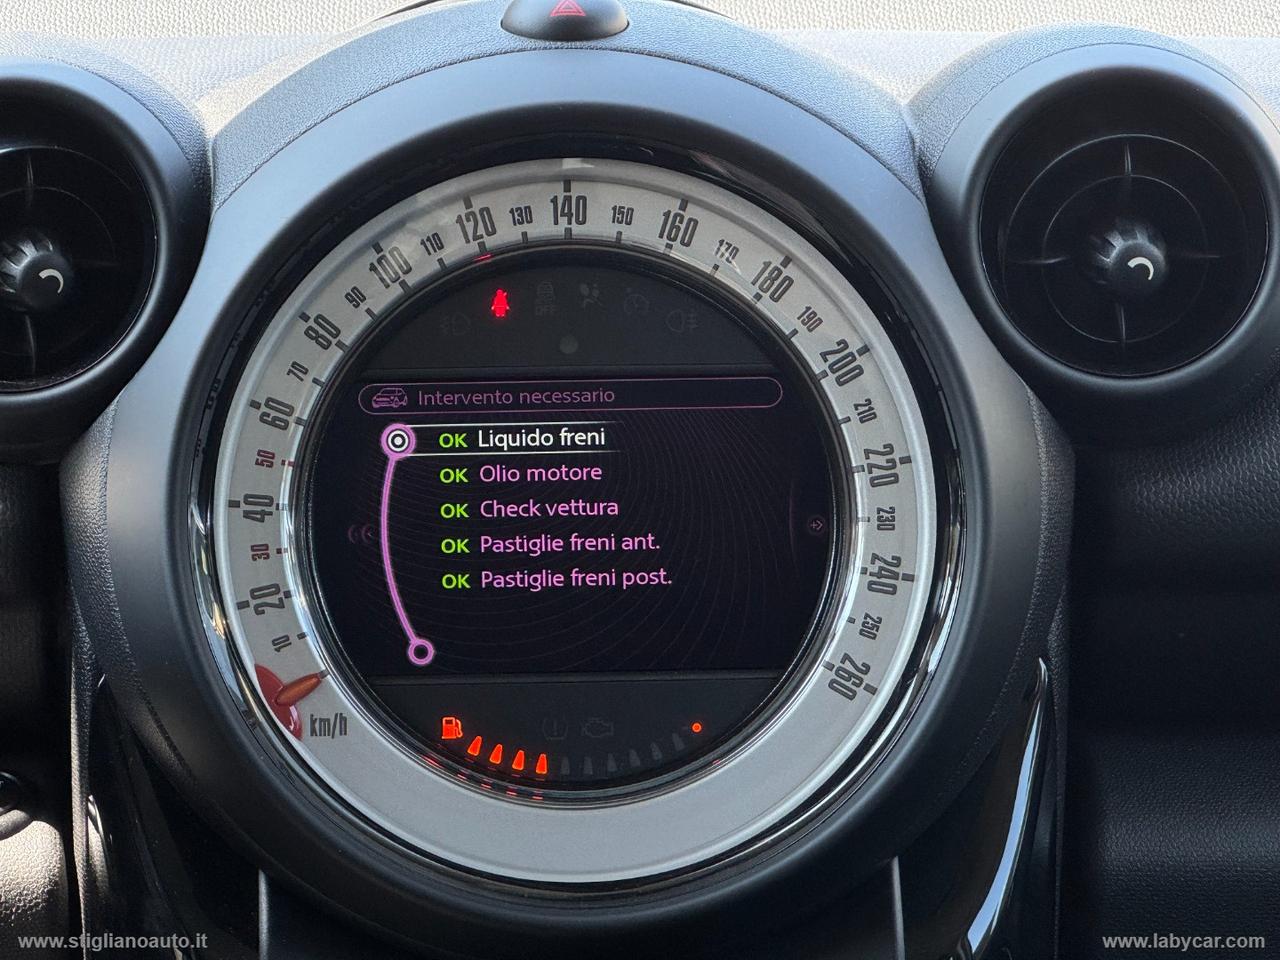 10
20
30
40
50
60
70
80
90
100
110
120
130
140
150
160
170
180
190
200
210
220
230
240
250
260
km/h
OFF
Intervento necessario
OK Liquido freni
OK Olio motore
OK Check vettura
OK Pastiglie freni ant.
OK Pastiglie freni post.
www.stiglianoauto.it
www.labycar.com